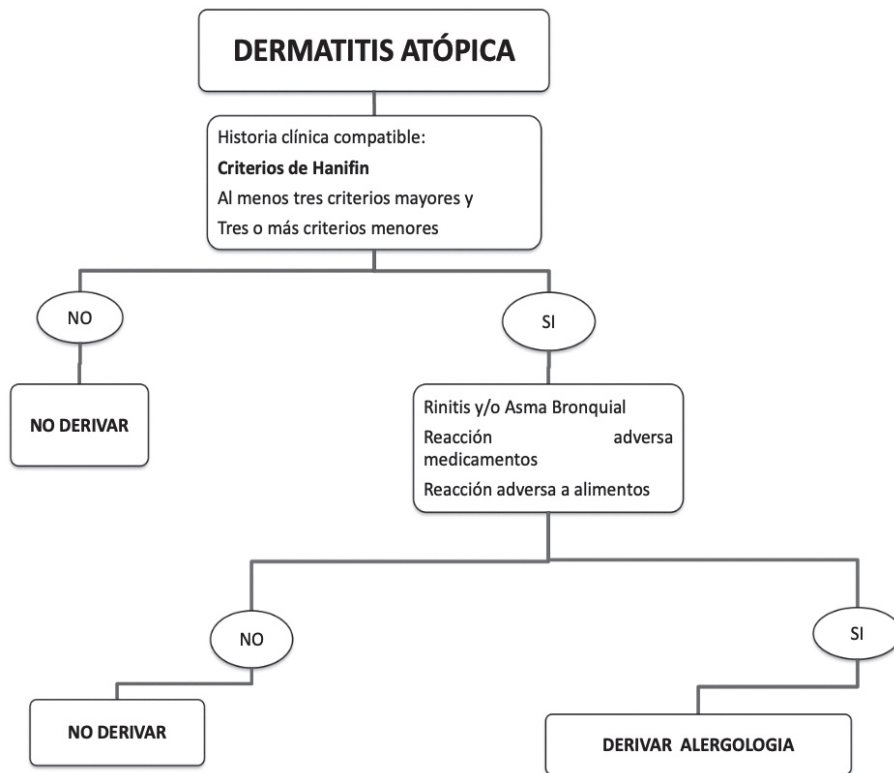 DERMATITIS ATÓPICA
Historia clínica compatible:
Criterios de Hanifin
Al menos tres criterios mayores y
Tres o más criterios menores
NO
SI
NO DERIVAR
Rinitis y/o Asma Bronquial
Reacción adversa
medicamentos
Reacción adversa a alimentos
NO
SI
NO DERIVAR
DERIVAR ALERGOLOGIA